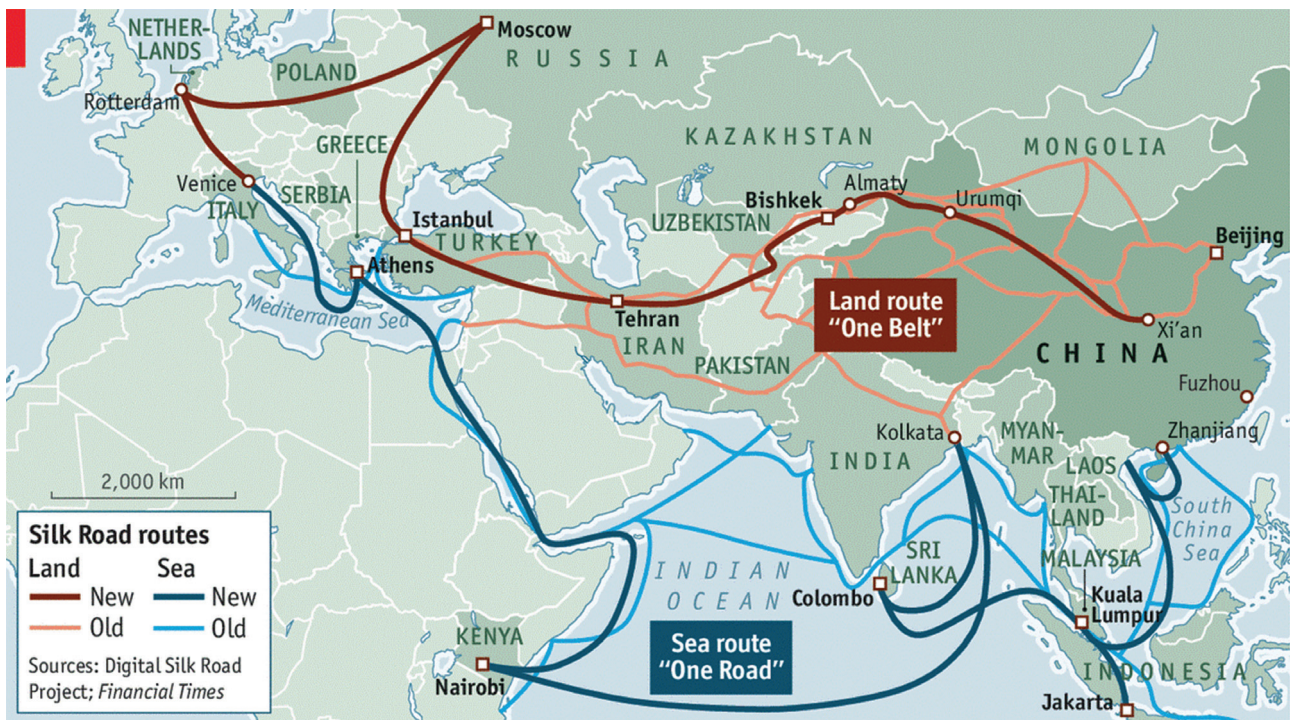 NETHER-
LANDS
Moscow
RUSSIA
POLAND
Rotterdam
KAZAKHSTAN
MONGOLIA
GREECE
Venice
SERBIA
ITALY
Almaty
Bishkek
Urumqi
UZBEKISTAN
Istanbul
TURKEY
Beijing
Athens
Mediterranean Sea
Tehran
IRAN
Land route
“One Belt”
Xi’an
CHINA
PAKISTAN
Fuzhou
Kolkata
MYAN-
MAR
Zhanjiang
INDIA
LAOS
THAI-
LAND
South
China
Sea
2,000 km
Silk Road routes
Land
Sea
New
New
Old
Old
Sources: Digital Silk Road
Project; Financial Times
INDIAN
OCEAN
SRI
LANKA
Colombo
MALAYSIA
Kuala
Lumpur
KENYA
Nairobi
Sea route
“One Road”
INDONESIA
Jakarta